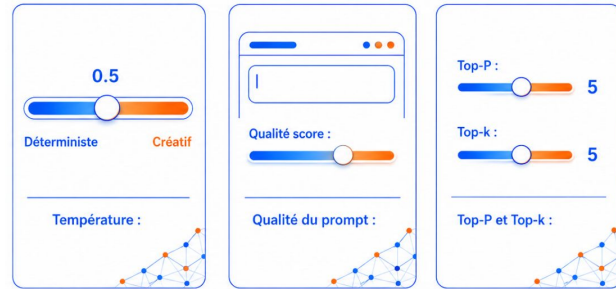 0.5
Déterministe
Créatif
Température :
Qualité score :
Qualité du prompt :
Top-P :
5
Top-k :
5
Top-P et Top-k :